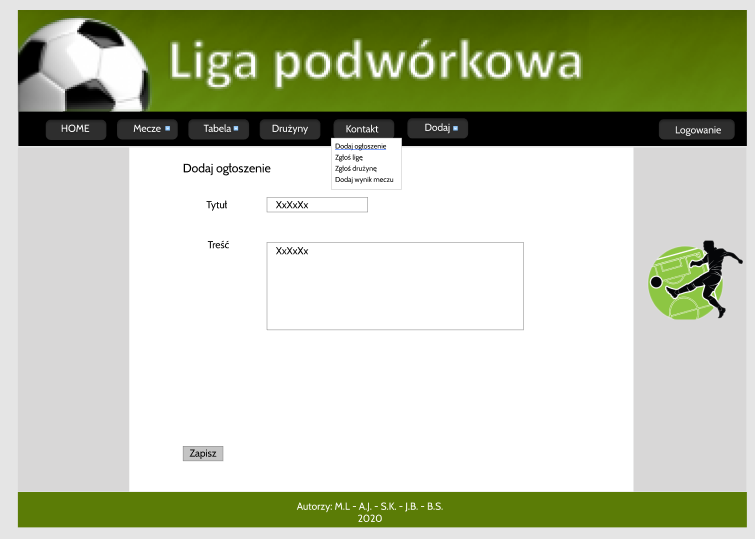 Liga podwórkowa
HOME Mecze Tabela Drużyny Kontakt Dodaj Logowanie
Dodaj ogłoszenie
Zgłoś ligę
Zgłoś drużynę
Dodaj wynik meczu
Dodaj ogłoszenie
Tytuł XxXxXx
Treść XxXxXx
Zapisz
Autorzy: M.L - A.J. - S.K. - J.B. - B.S.
2020